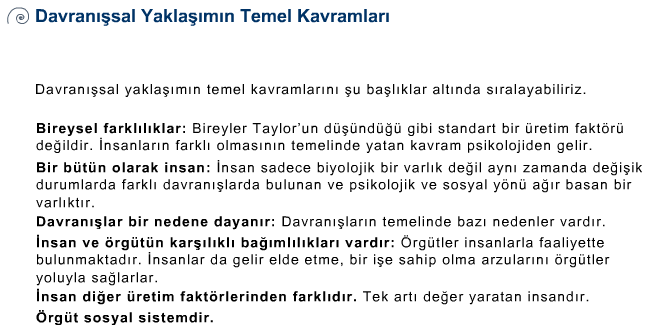 Davranışsal Yaklaşımın Temel Kavramları
Davranışsal yaklaşımın temel kavramlarını şu başlıklar altında sıralayabiliriz.
Bireysel farklılıklar: Bireyler Taylor'un düşündüğü gibi standart bir üretim faktörü
değildir. İnsanların farklı olmasının temelinde yatan kavram psikolojiden gelir.
Bir bütün olarak insan: İnsan sadece biyolojik bir varlık değil aynı zamanda değişik
durumlarda farklı davranışlarda bulunan ve psikolojik ve sosyal yönü ağır basan bir
varlıktır.
Davranışlar bir nedene dayanır: Davranışların temelinde bazı nedenler vardır.
İnsan ve örgütün karşılıklı bağımlılıkları vardır: Örgütler insanlarla faaliyette
bulunmaktadır. İnsanlar da gelir elde etme, bir işe sahip olma arzularını örgütler
yoluyla sağlarlar.
İnsan diğer üretim faktörlerinden farklıdır. Tek artı değer yaratan insandır.
Örgüt sosyal sistemdir.